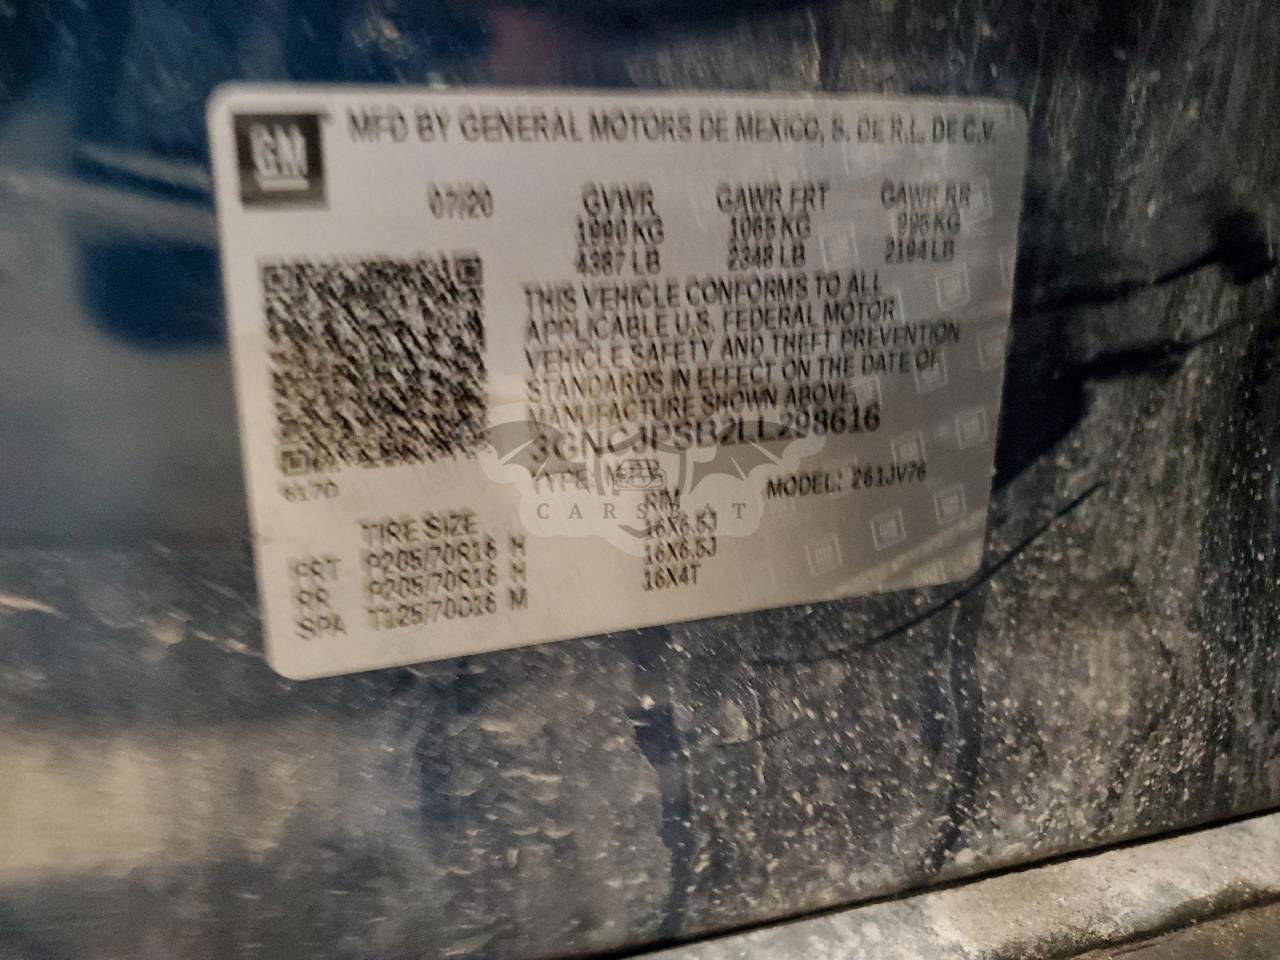 GM
MFD BY GENERAL MOTORS DE MEXICO, S. DE R.L. DE C.V.
07/20 GVWR GAWR FRT GAWR RR
1990 KG 1065 KG 995 KG
4387 LB 2348 LB 2194 LB
THIS VEHICLE CONFORMS TO ALL
APPLICABLE U.S. FEDERAL MOTOR
VEHICLE SAFETY AND THEFT PREVENTION
STANDARDS IN EFFECT ON THE DATE OF
MANUFACTURE SHOWN ABOVE.
3GNCJPSB2LL298616
TYPE: MODEL: 261JV76
6170
CARSBAT
TIRE SIZE RIM
FRT P205/70R16 H 16X6.5J
RR P205/70R16 H 16X6.5J
SPA T125/70D16 M 16X4T